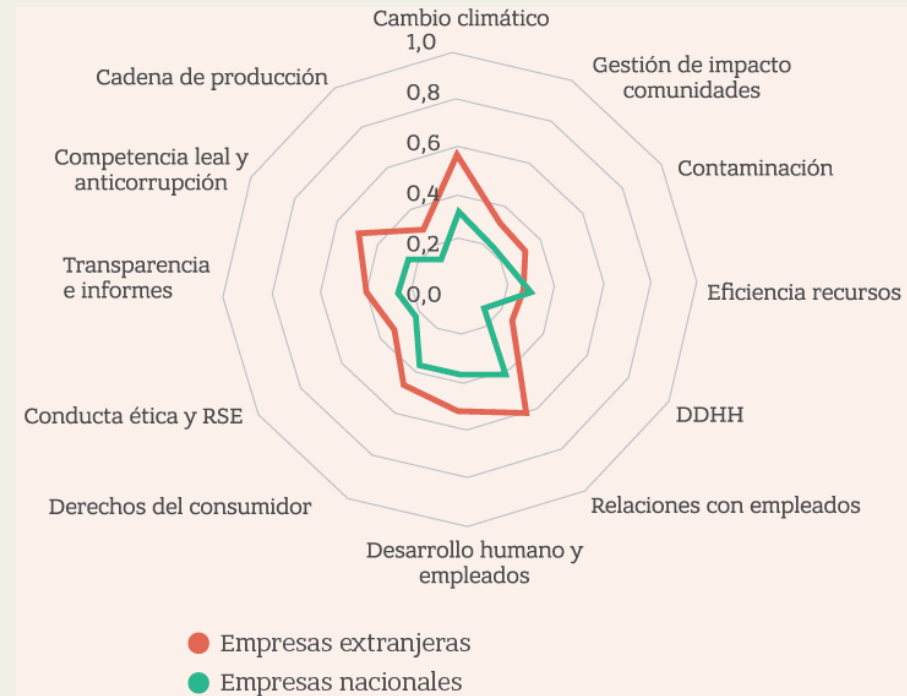 Cambio climático
1,0
0,8
0,6
0,4
0,2
0,0
Gestión de impacto
comunidades
Contaminación
Eficiencia recursos
DDHH
Relaciones con empleados
Desarrollo humano y
empleados
Derechos del consumidor
Conducta ética y RSE
Transparencia
e informes
Competencia leal y
anticorrupción
Cadena de producción
Empresas extranjeras
Empresas nacionales